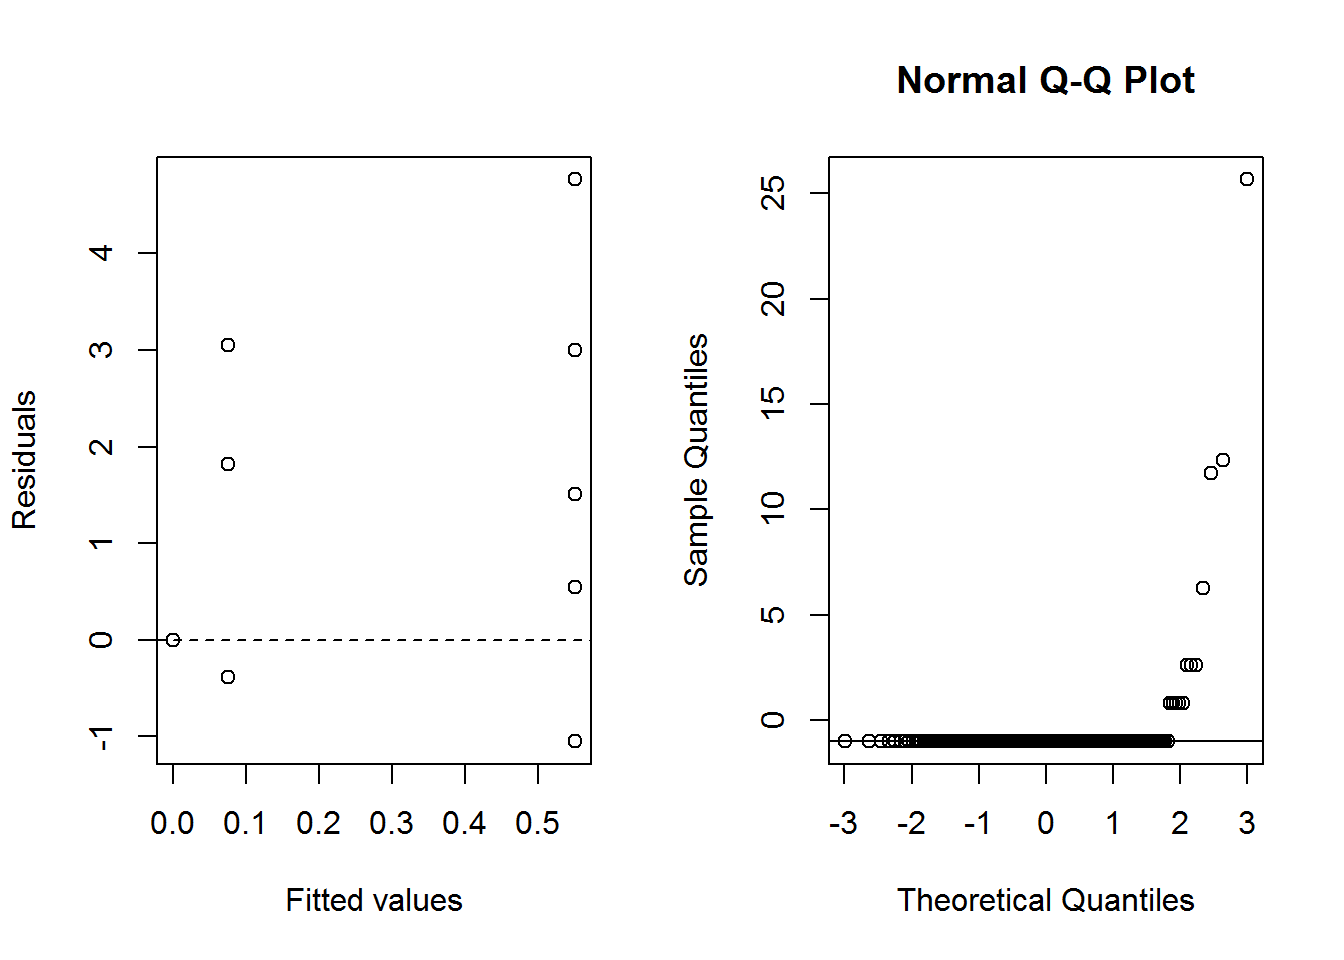 Residuals
4
3
2
1
0
-1
0.0 0.1 0.2 0.3 0.4 0.5
Fitted values
Normal Q-Q Plot
Sample Quantiles
25
20
15
10
5
0
-3 -2 -1 0 1 2 3
Theoretical Quantiles